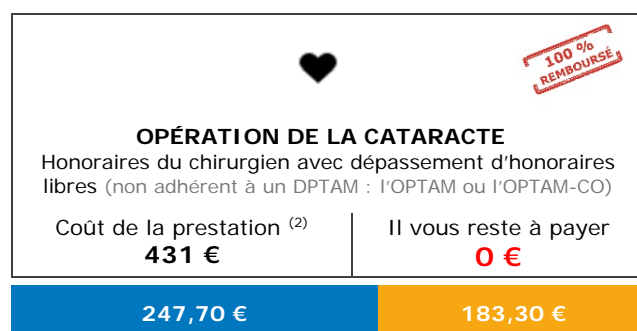 100 %
REMBOURSÉ
OPÉRATION DE LA CATARACTE
Honoraires du chirurgien avec dépassement d'honoraires
libres (non adhérent à un DPTAM : l'OPTAM ou l'OPTAM-CO)
Coût de la prestation (2)
431 €
Il vous reste à payer
0 €
247,70 €
183,30 €